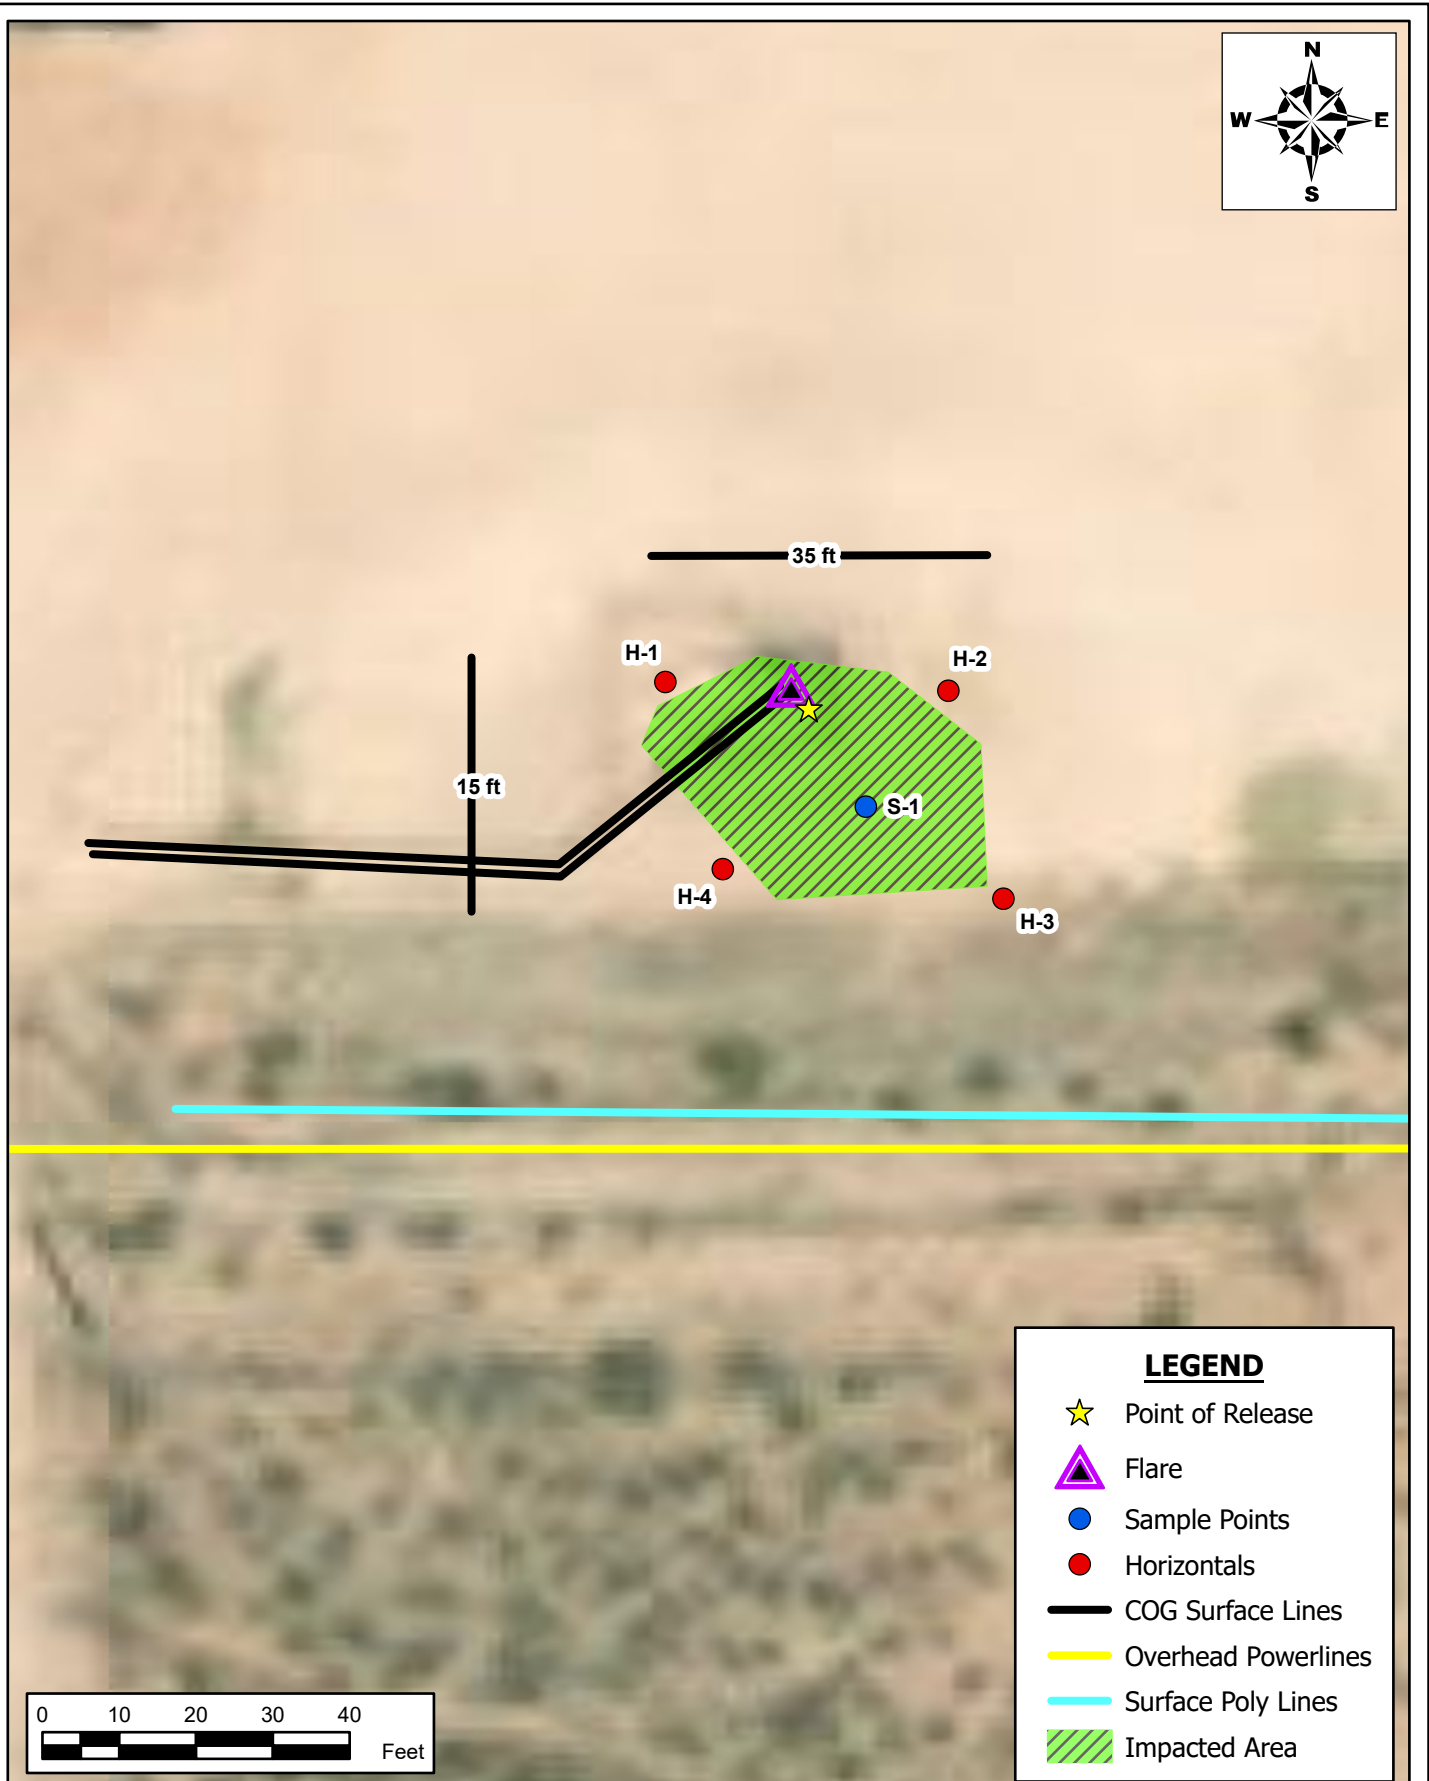 N
W E
S
35 ft
H-1
H-2
15 ft
S-1
H-4
H-3
LEGEND
Point of Release
Flare
Sample Points
Horizontals
COG Surface Lines
Overhead Powerlines
Surface Poly Lines
Impacted Area
0 10 20 30 40
Feet